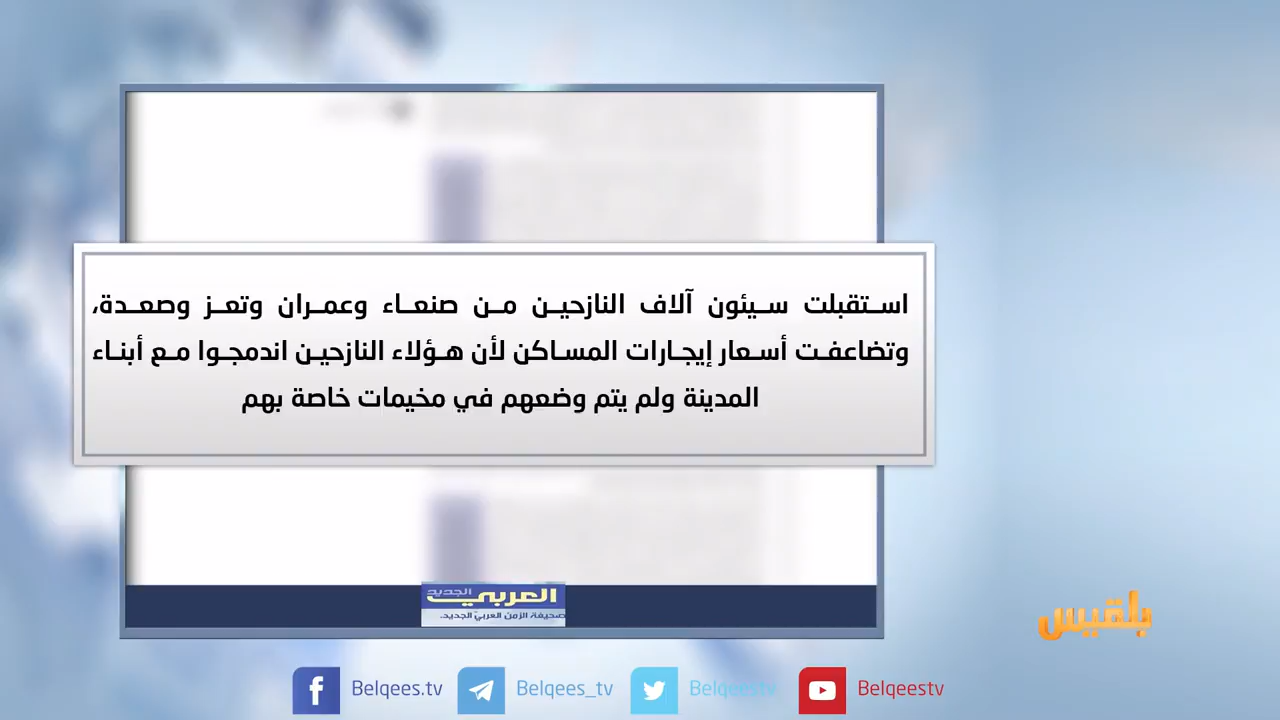 استقبلت سيئون آلاف النازحين من صنعاء وعمران وتعز وصعدة،
وتضاعفت أسعار إيجارات المساكن لأن هؤلاء النازحين اندمجوا مع أبناء
المدينة ولم يتم وضعهم في مخيمات خاصة بهم
العربي الجديد
صحيفة الزمن العربيّ الجديد.
بلقيس
Belqees.tv
Belqees_tv
Belqeestv
Belqeestv